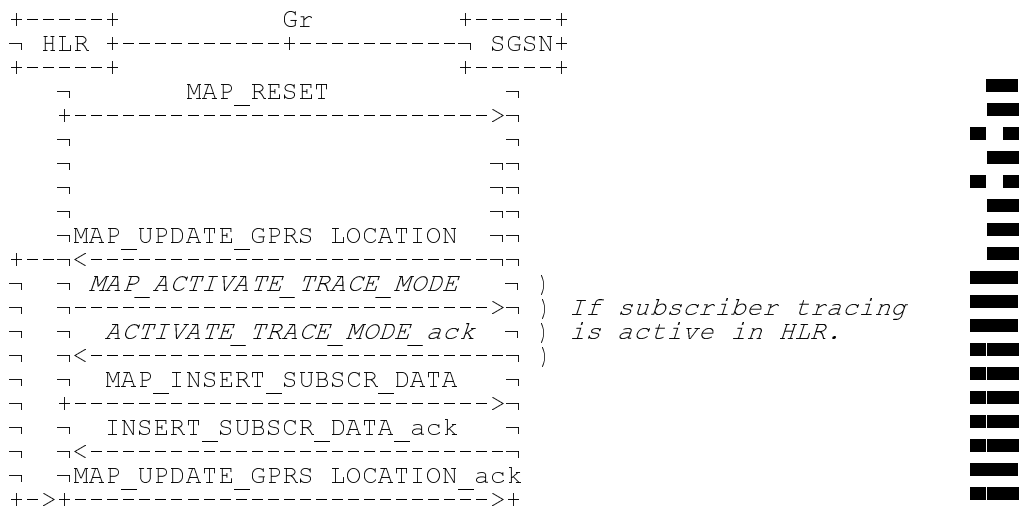 +------+ Gr +------+
¬ HLR +----------+-----------¬ SGSN+
+------+ +------+
¬ MAP_RESET ¬
+-------------------------->¬
¬ ¬
¬ ¬¬
¬ ¬¬
¬ ¬¬
¬MAP_UPDATE_GPRS LOCATION ¬¬
+---¬<--------------------------¬¬
¬ ¬ MAP_ACTIVATE_TRACE_MODE ¬ )
¬ ¬-------------------------->¬ ) If subscriber tracing
¬ ¬ ACTIVATE_TRACE_MODE_ack ¬ ) is active in HLR.
¬ ¬<---------------------------¬ )
¬ ¬ MAP_INSERT_SUBSCR_DATA ¬
¬ +-------------------------->¬
¬ ¬ INSERT_SUBSCR_DATA_ack ¬
¬ ¬<---------------------------¬
¬ ¬MAP_UPDATE_GPRS LOCATION_ack
+->+-------------------------->+